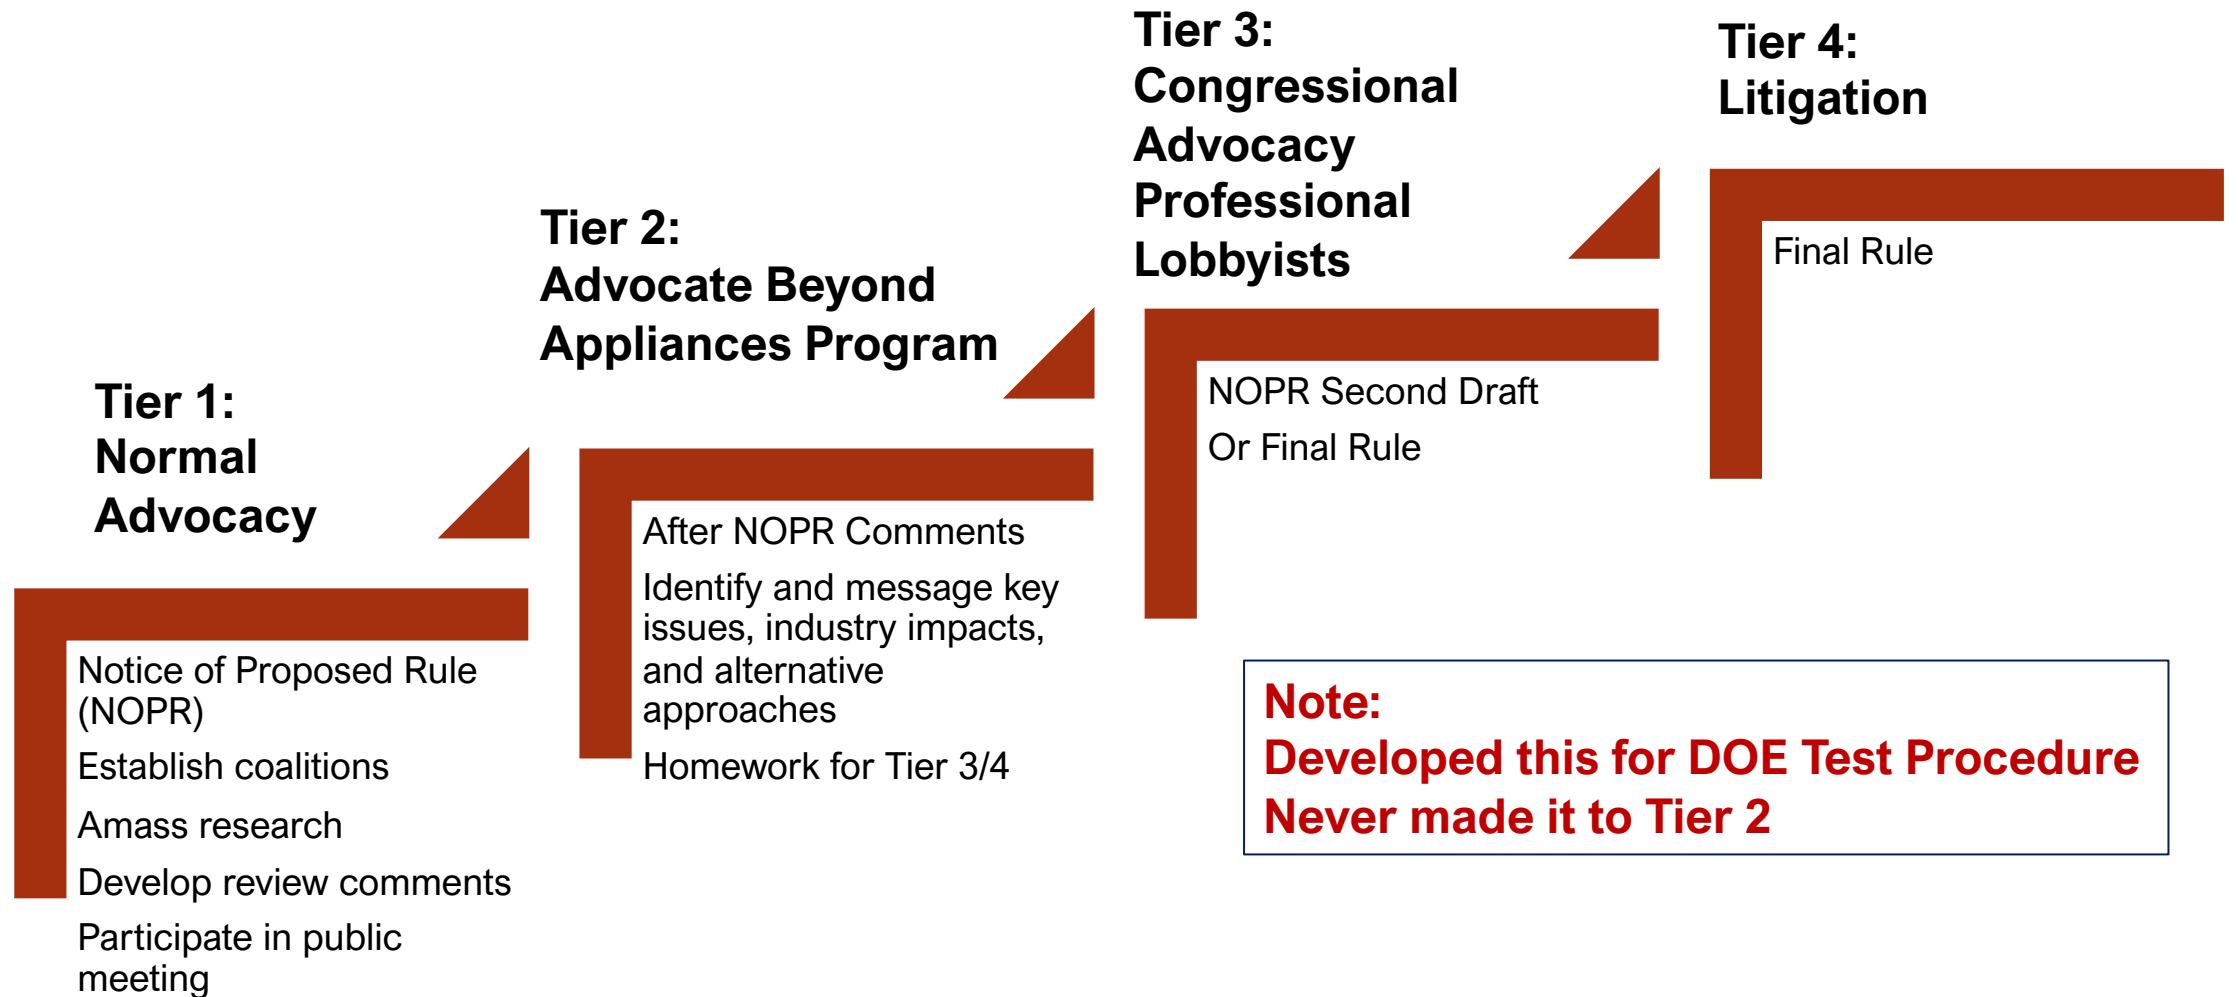 Tier 1:
Normal
Advocacy
Notice of Proposed Rule
(NOPR)
Establish coalitions
Amass research
Develop review comments
Participate in public
meeting
Tier 2:
Advocate Beyond
Appliances Program
After NOPR Comments
Identify and message key
issues, industry impacts,
and alternative
approaches
Homework for Tier 3/4
Tier 3:
Congressional
Advocacy
Professional
Lobbyists
NOPR Second Draft
Or Final Rule
Tier 4:
Litigation
Final Rule
Note:
Developed this for DOE Test Procedure
Never made it to Tier 2